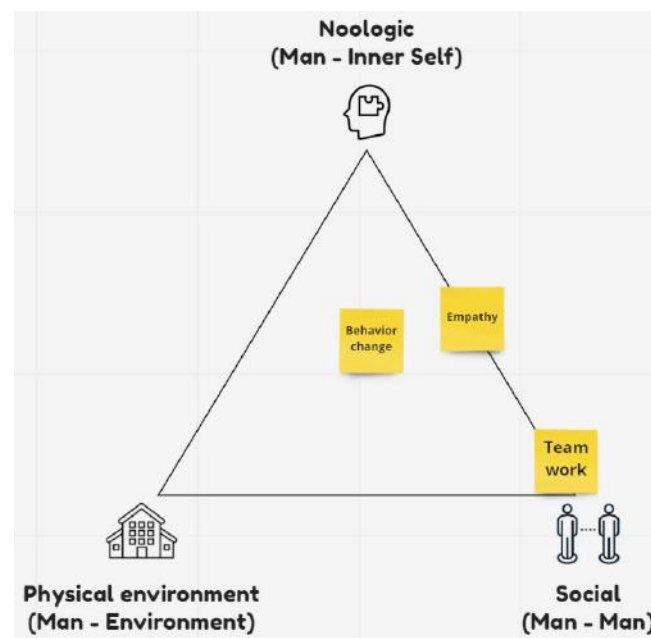 Noologic
(Man - Inner Self)
Behavior
change
Empathy
Team
work
Physical environment
(Man - Environment)
Social
(Man - Man)